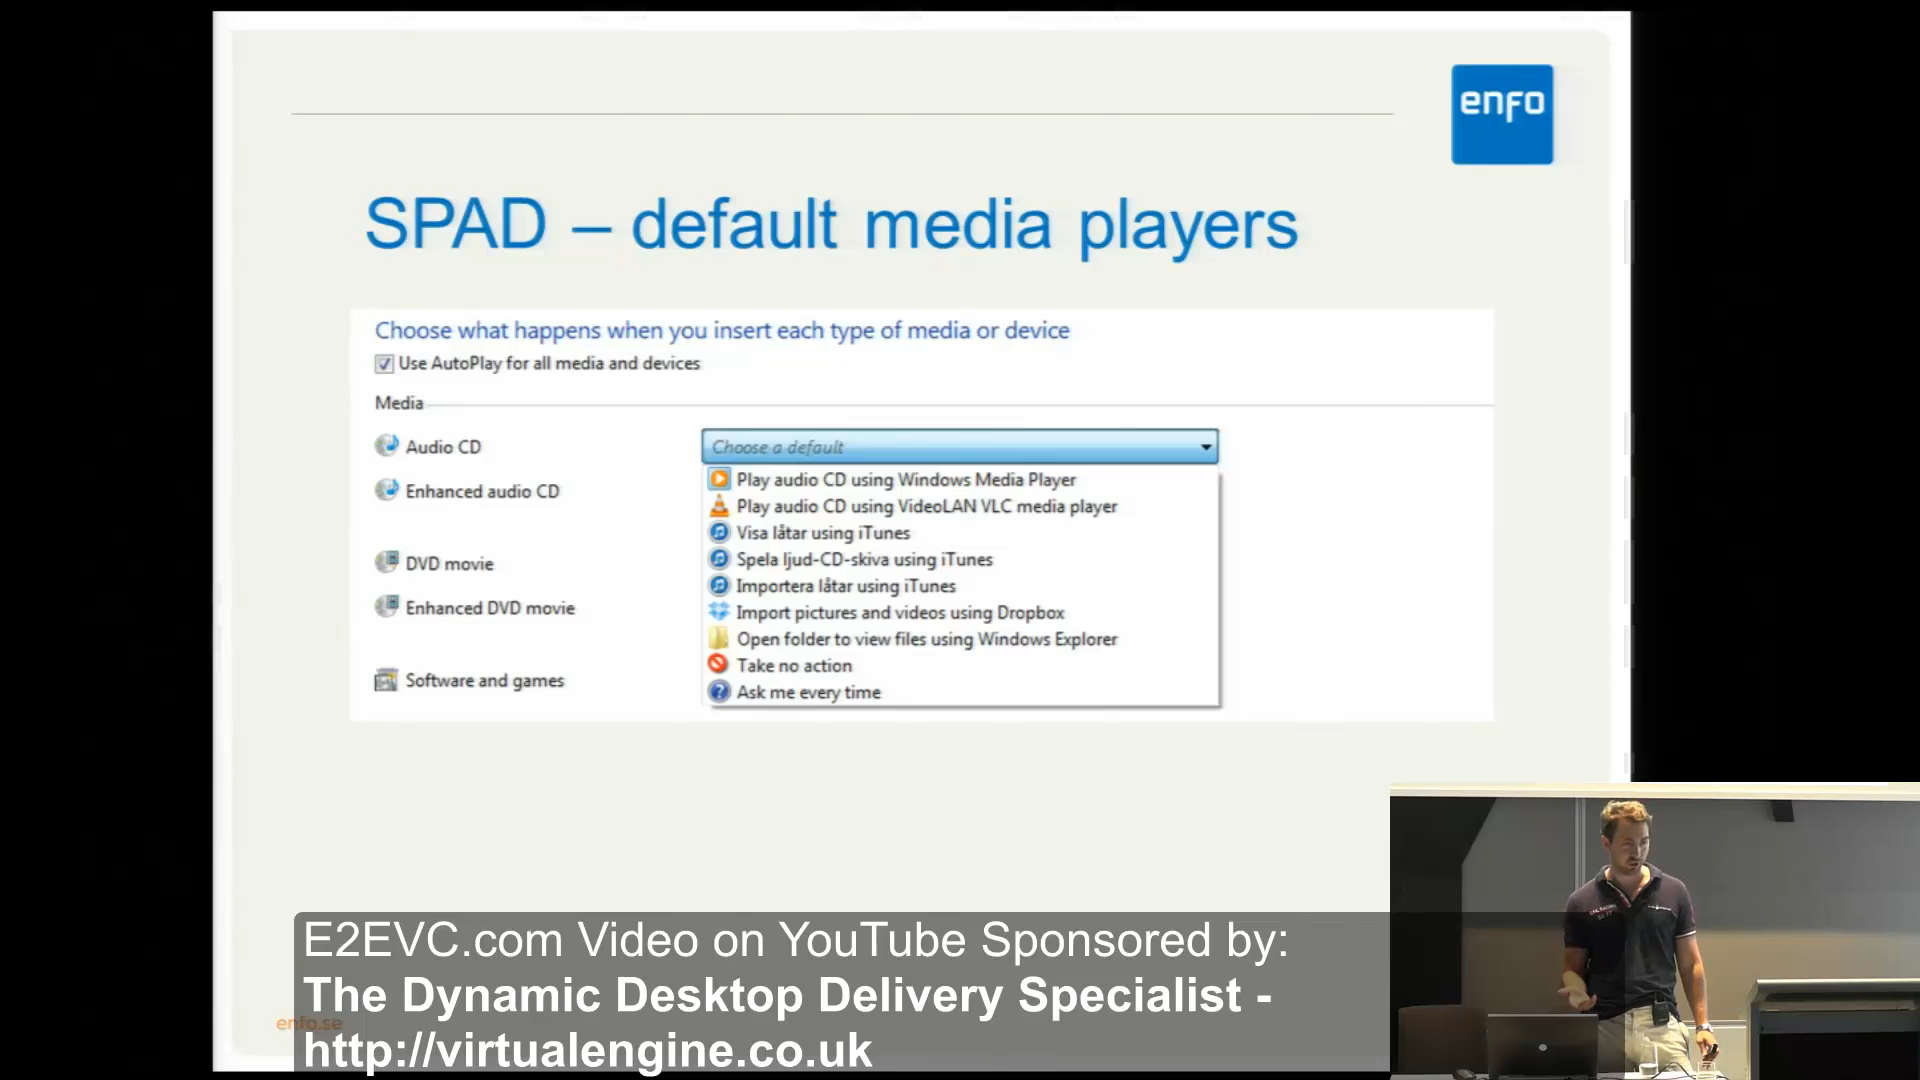 enfo
SPAD – default media players
Choose what happens when you insert each type of media or device
Use AutoPlay for all media and devices
Media
Audio CD
Choose a default
Play audio CD using Windows Media Player
Enhanced audio CD
Play audio CD using VideoLAN VLC media player
Visa låtar using iTunes
Spela ljud-CD-skiva using iTunes
DVD movie
Importera låtar using iTunes
Enhanced DVD movie
Import pictures and videos using Dropbox
Open folder to view files using Windows Explorer
Take no action
Software and games
Ask me every time
E2EVC.com Video on YouTube Sponsored by:
The Dynamic Desktop Delivery Specialist -
enfo.se
http://virtualengine.co.uk